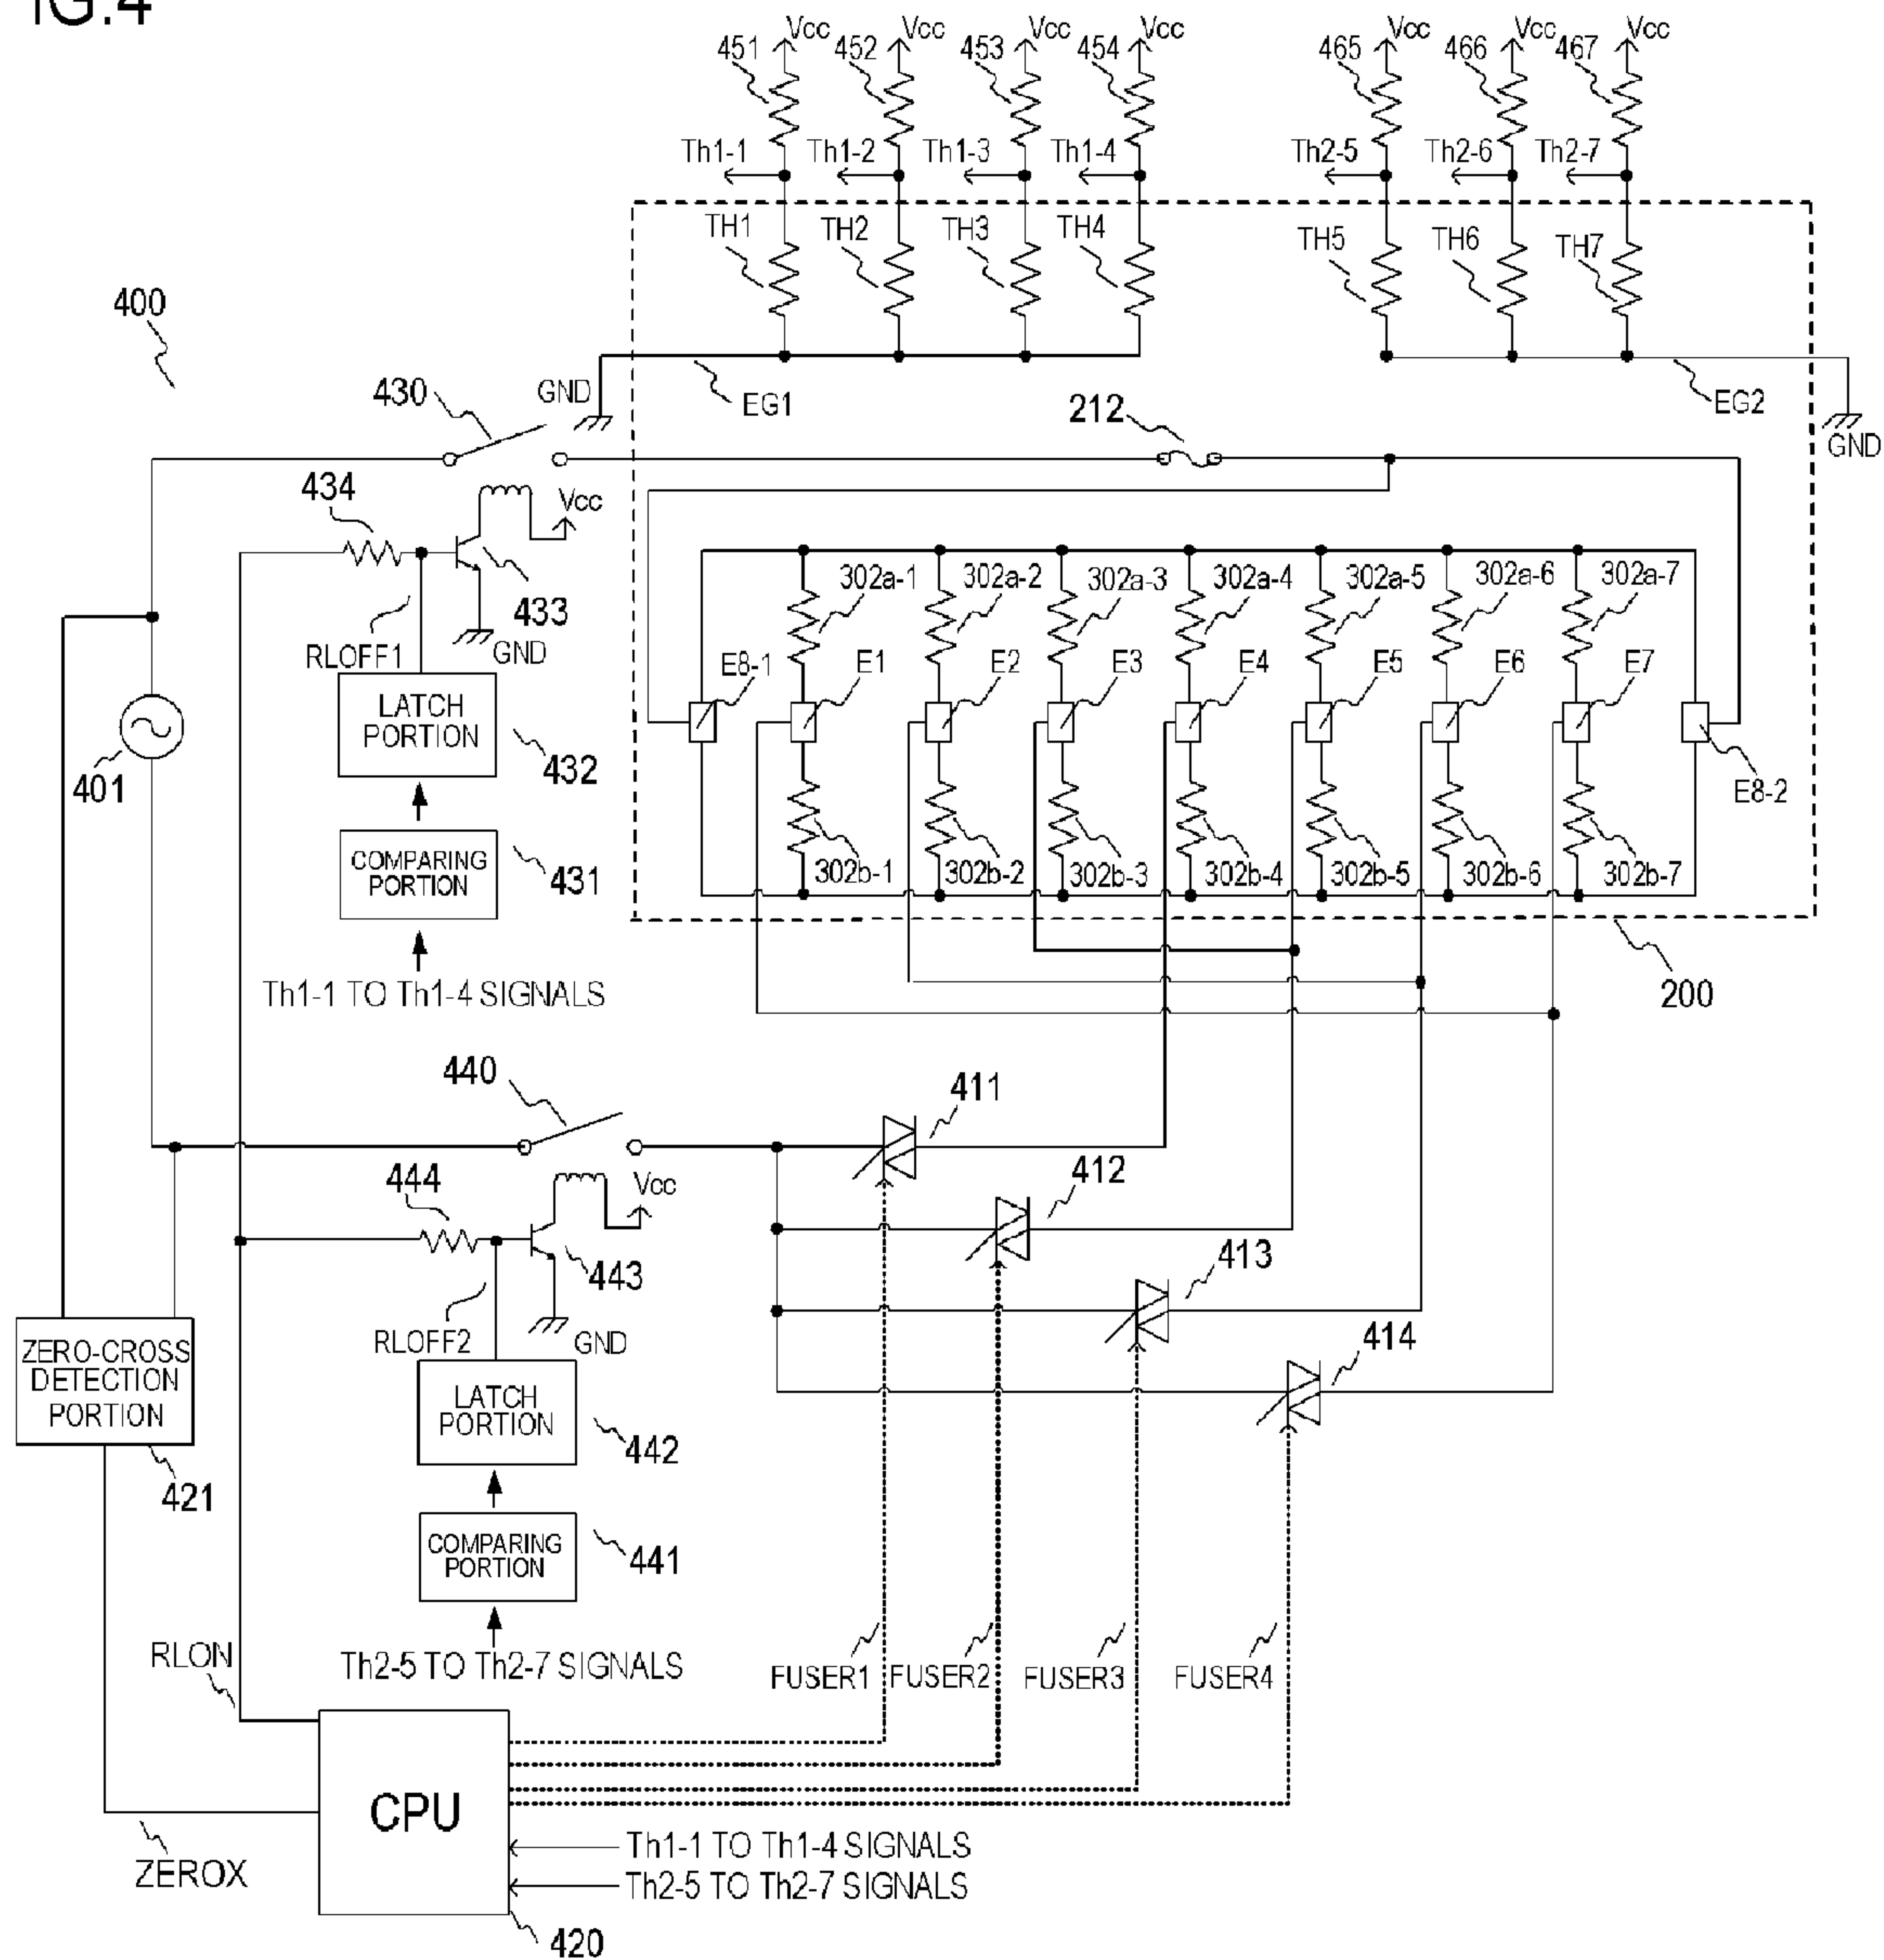 IG.4
Vcc Vcc Vcc Vcc Vcc Vcc Vcc
451 452 453 454 465 466 467
Th1-1 Th1-2 Th1-3 Th1-4 Th2-5 Th2-6 Th2-7
TH1 TH2 TH3 TH4 TH5 TH6 TH7
400
430 GND EG1 212 EG2
GND
434 Vcc
302a-1 302a-2 302a-3 302a-4 302a-5 302a-6 302a-7
433
RLOFF1 GND
E8-1 E1 E2 E3 E4 E5 E6 E7
LATCH
PORTION
432
401
E8-2
COMPARING
PORTION
431
302b-1 302b-2 302b-3 302b-4 302b-5 302b-6 302b-7
Th1-1 TO Th1-4 SIGNALS
200
440
411
444 Vcc
412
443
413
RLOFF2 GND
414
ZERO-CROSS
DETECTION
PORTION
LATCH
PORTION
442
421
COMPARING
PORTION
441
RLON
Th2-5 TO Th2-7 SIGNALS
FUSER1 FUSER2 FUSER3 FUSER4
CPU
ZEROX
Th1-1 TO Th1-4 SIGNALS
Th2-5 TO Th2-7 SIGNALS
420